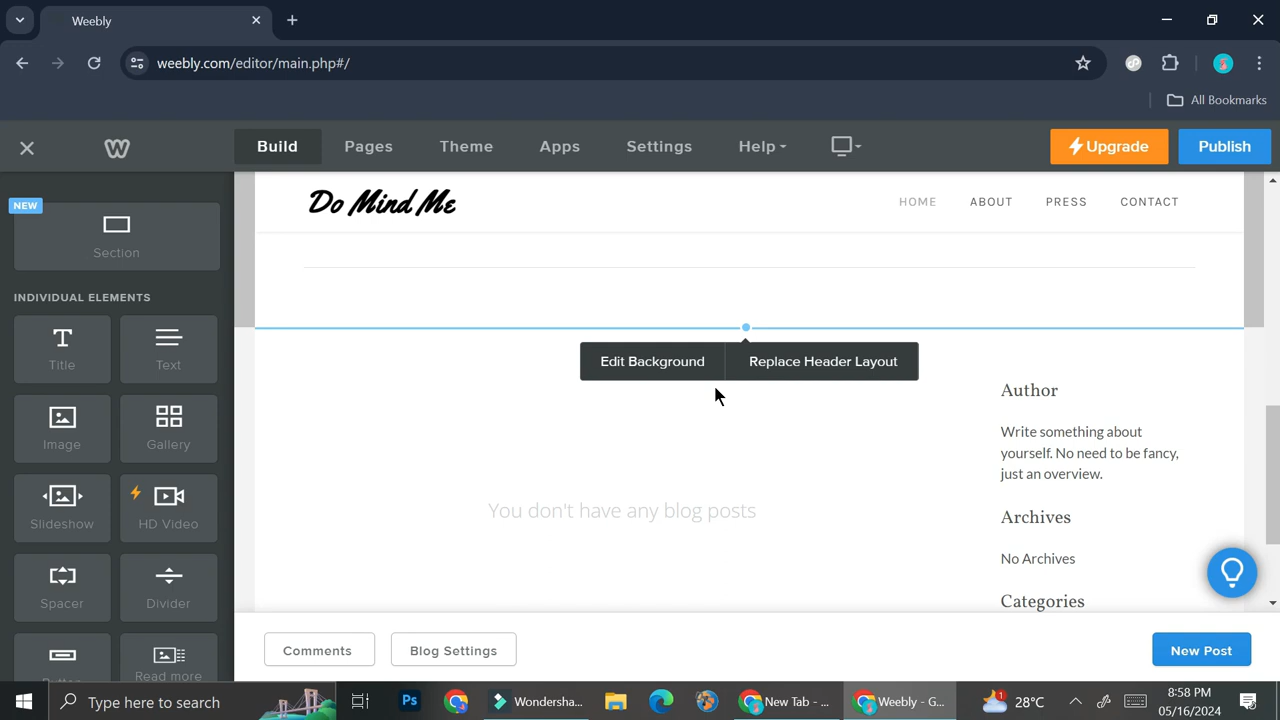 Weebly
weebly.com/editor/main.php#/
All Bookmarks
Build
Pages
Theme
Apps
Settings
Help
Upgrade
Publish
NEW
Section
INDIVIDUAL ELEMENTS
Title
Text
Image
Gallery
Slideshow
HD Video
Spacer
Divider
Button
Read more
Do Mind Me
HOME
ABOUT
PRESS
CONTACT
Edit Background
Replace Header Layout
You don't have any blog posts
Author
Write something about
yourself. No need to be fancy,
just an overview.
Archives
No Archives
Categories
Comments
Blog Settings
New Post
Type here to search
Ps
Wondersha...
New Tab - ...
Weebly - G...
1
28°C
8:58 PM
05/16/2024